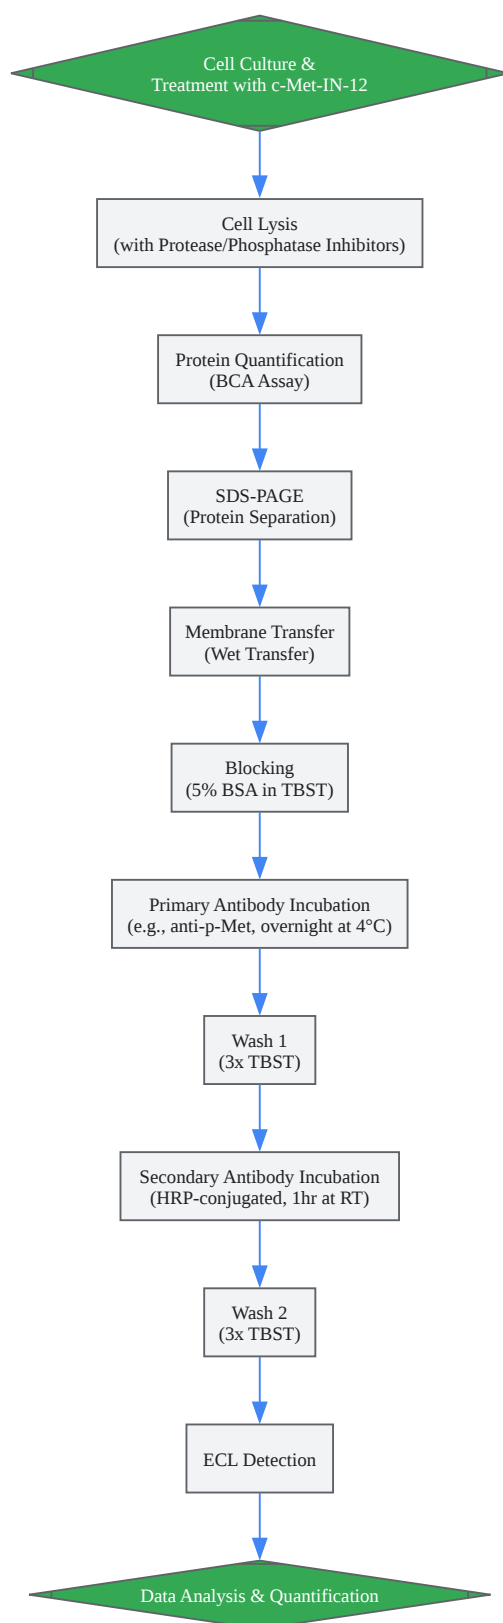 Cell Culture &
Treatment with c-Met-IN-12
Cell Lysis
(with Protease/Phosphatase Inhibitors)
Protein Quantification
(BCA Assay)
SDS-PAGE
(Protein Separation)
Membrane Transfer
(Wet Transfer)
Blocking
(5% BSA in TBST)
Primary Antibody Incubation
(e.g., anti-p-Met, overnight at 4°C)
Wash 1
(3x TBST)
Secondary Antibody Incubation
(HRP-conjugated, 1hr at RT)
Wash 2
(3x TBST)
ECL Detection
Data Analysis & Quantification